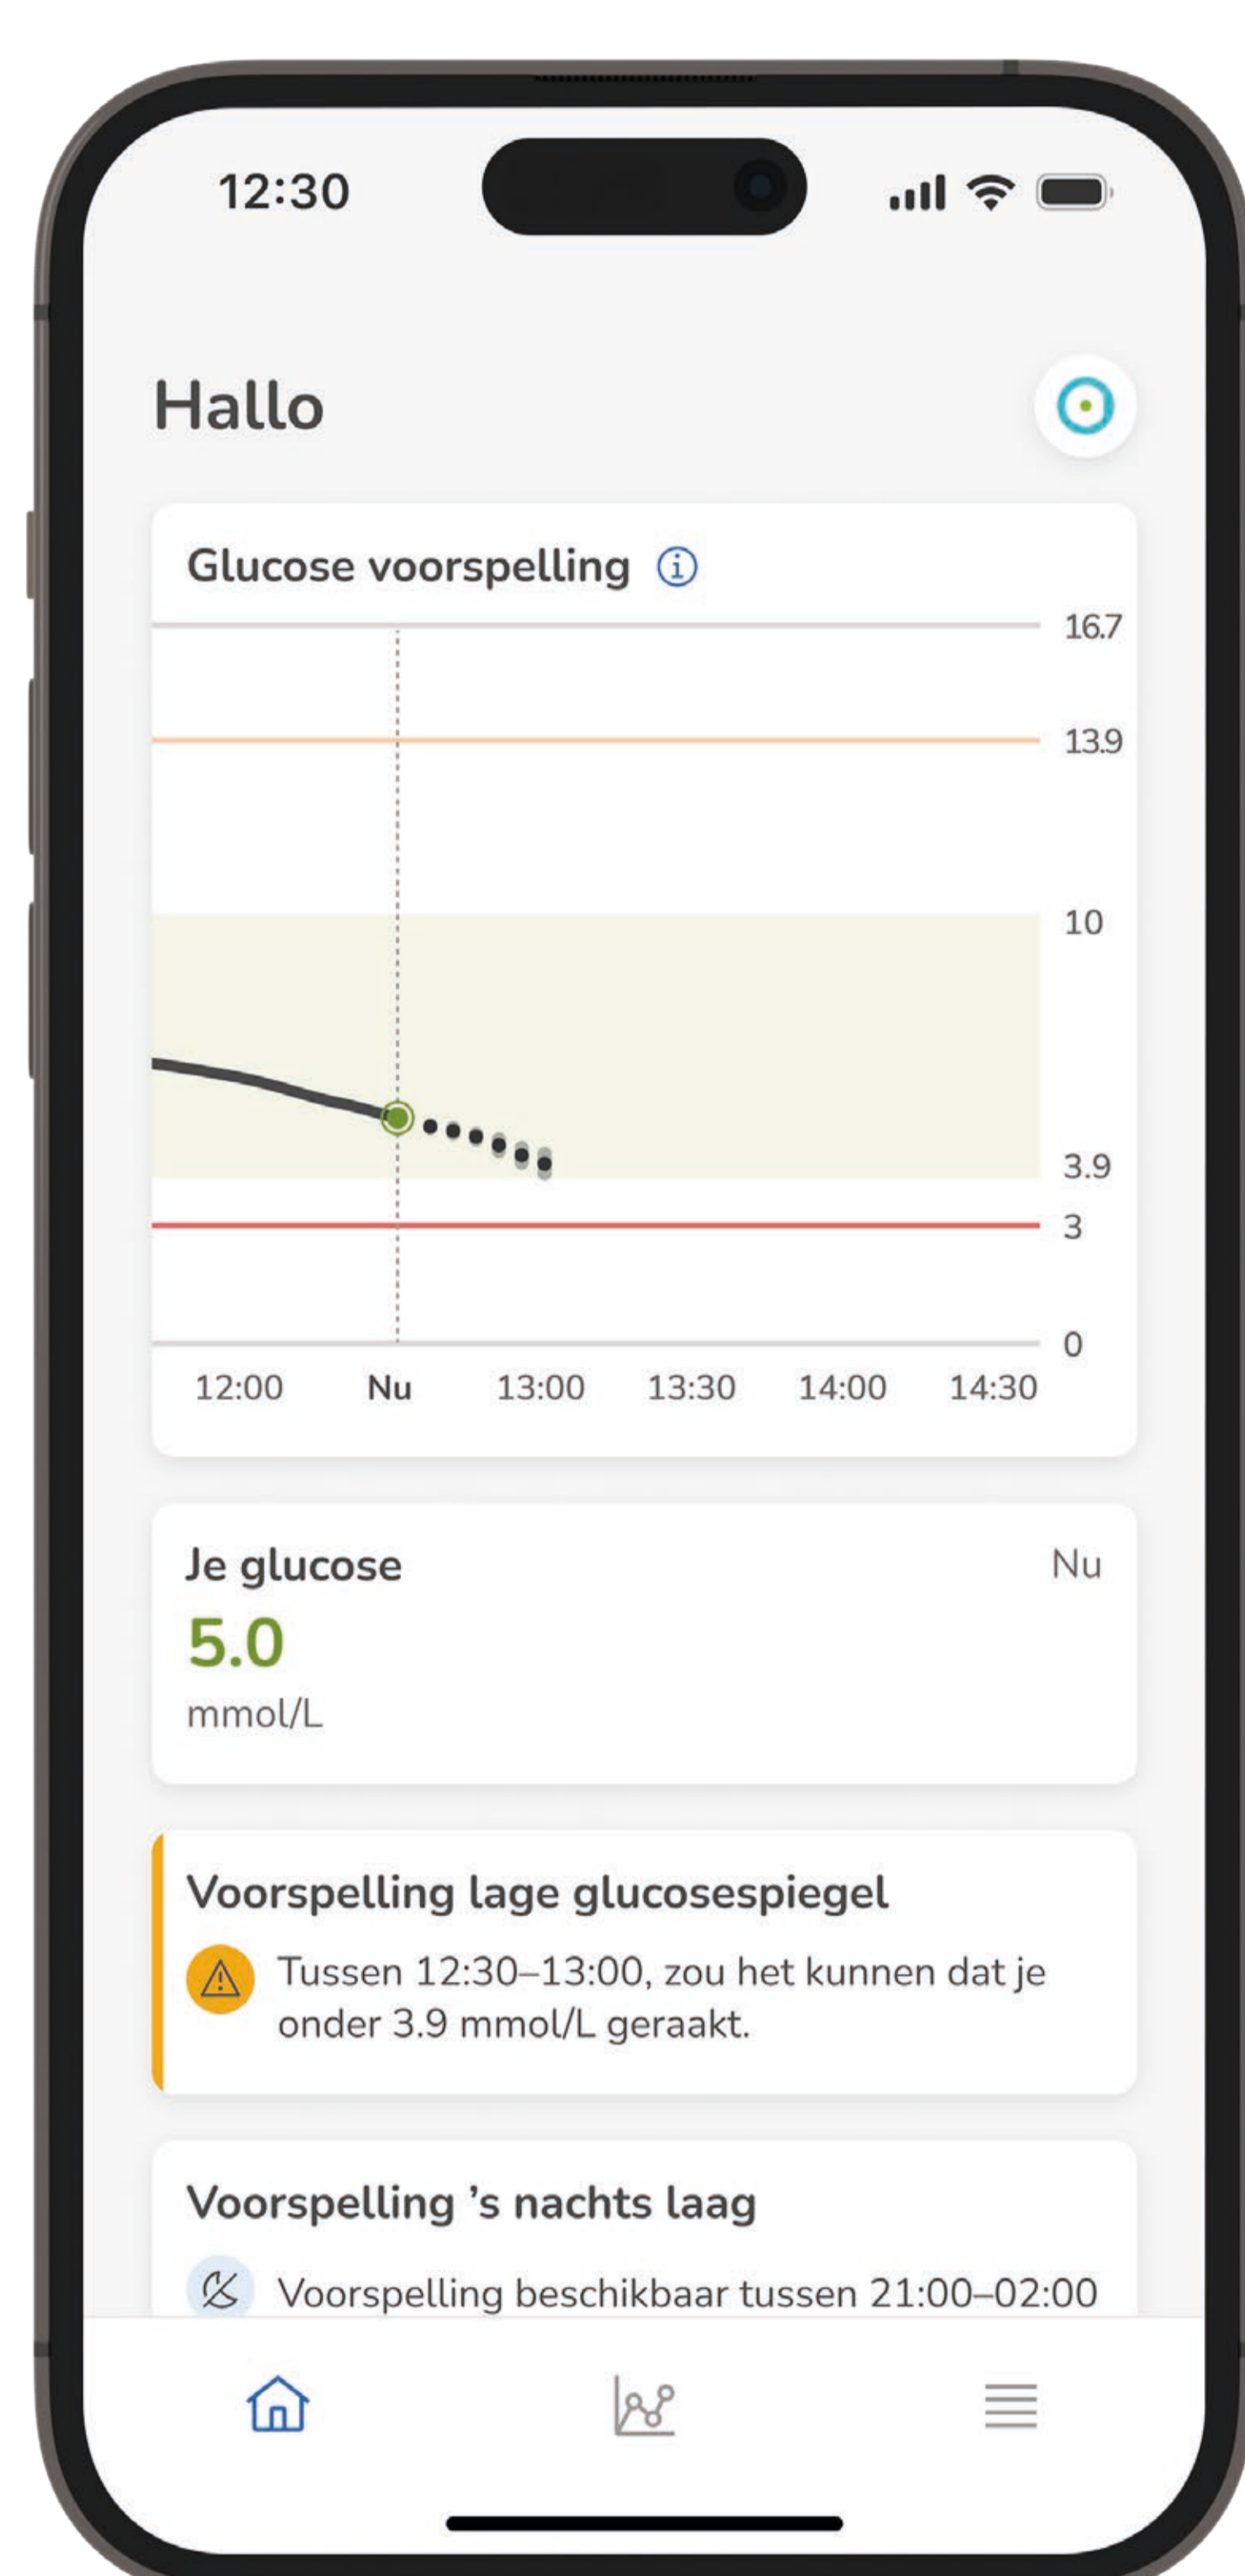 12:30
Hallo
Glucose voorspelling
16.7
13.9
10
3.9
3
0
12:00 Nu 13:00 13:30 14:00 14:30
Je glucose Nu
5.0
mmol/L
Voorspelling lage glucosespiegel
Tussen 12:30–13:00, zou het kunnen dat je
onder 3.9 mmol/L geraakt.
Voorspelling ’s nachts laag
Voorspelling beschikbaar tussen 21:00–02:00